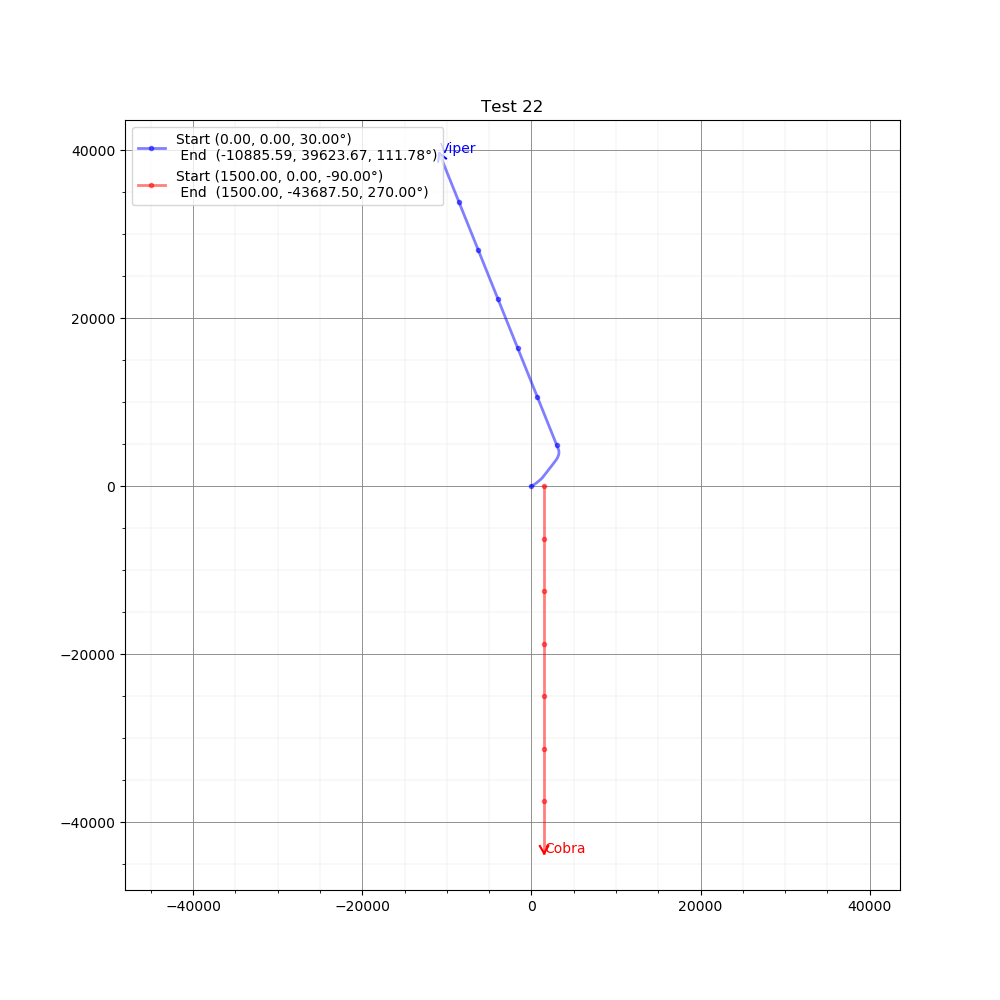 Test 22
Start (0.00, 0.00, 30.00°)
End (-10885.59, 39623.67, 111.78°)
Start (1500.00, 0.00, -90.00°)
End (1500.00, -43687.50, 270.00°)
Viper
40000
20000
0
−20000
−40000
Cobra
−40000 −20000 0 20000 40000